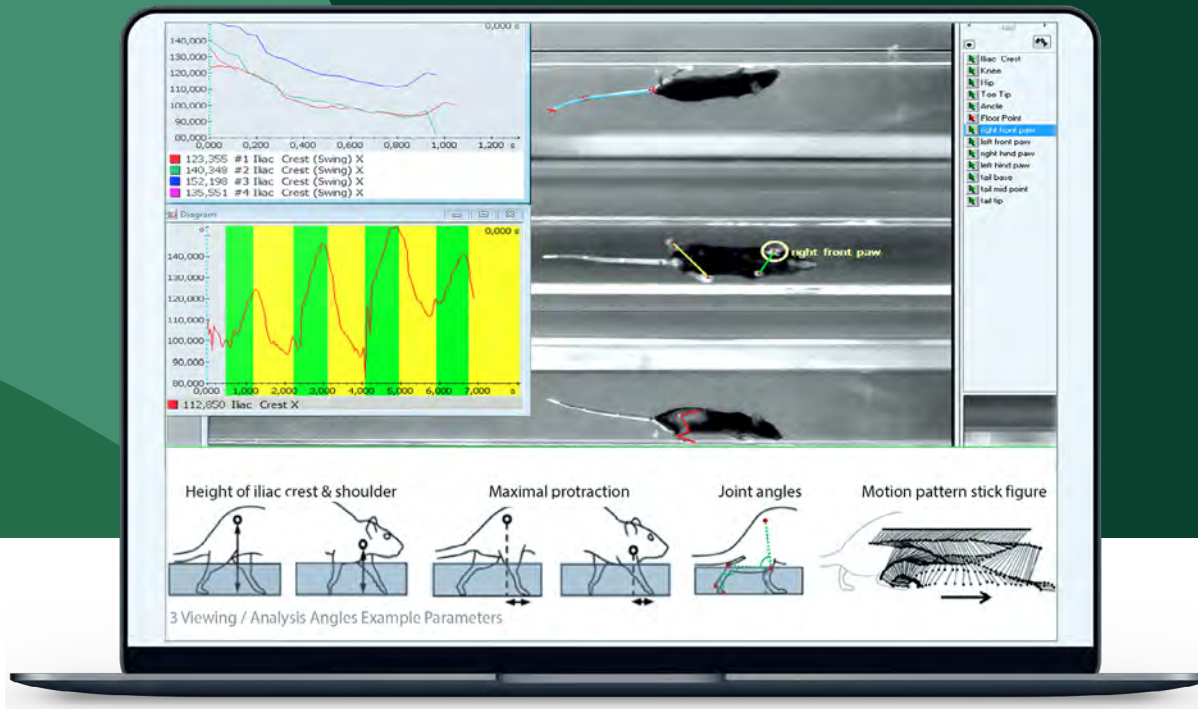 0,000 s
140,000
130,000
120,000
110,000
100,000
90,000
80,000
0,000 0,200 0,400 0,600 0,800 1,000 1,200 s
123,355 #1 Iliac Crest (Swing) X
140,348 #2 Iliac Crest (Swing) X
152,198 #3 Iliac Crest (Swing) X
135,551 #4 Iliac Crest (Swing) X
Diagram
0,000 s
140,000
130,000
120,000
110,000
100,000
90,000
80,000
0,000 1,000 2,000 3,000 4,000 5,000 6,000 7,000 s
112,850 Iliac Crest X
right front paw
Iliac Crest
Knee
Hip
Toe Tip
Ancle
Floor Point
right front paw
left front paw
right hind paw
left hind paw
tail base
tail mid point
tail tip
Height of iliac crest & shoulder
Maximal protraction
Joint angles
Motion pattern stick figure
3 Viewing / Analysis Angles Example Parameters